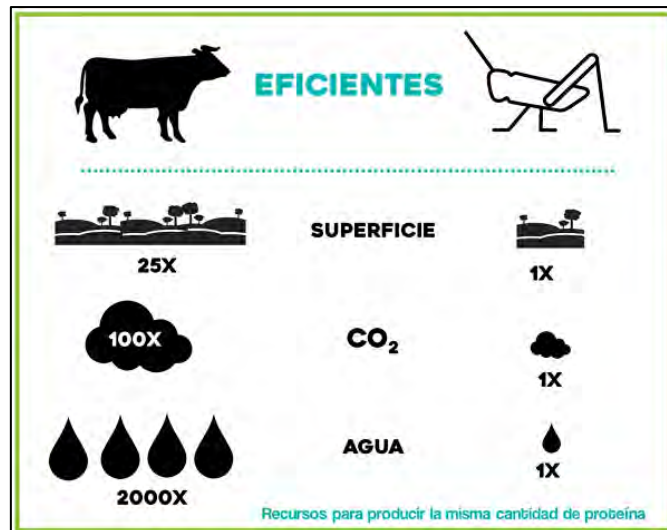 EFICIENTES
SUPERFICIE
25X
1X
100X
CO₂
1X
AGUA
2000X
1X
Recursos para producir la misma cantidad de proteína